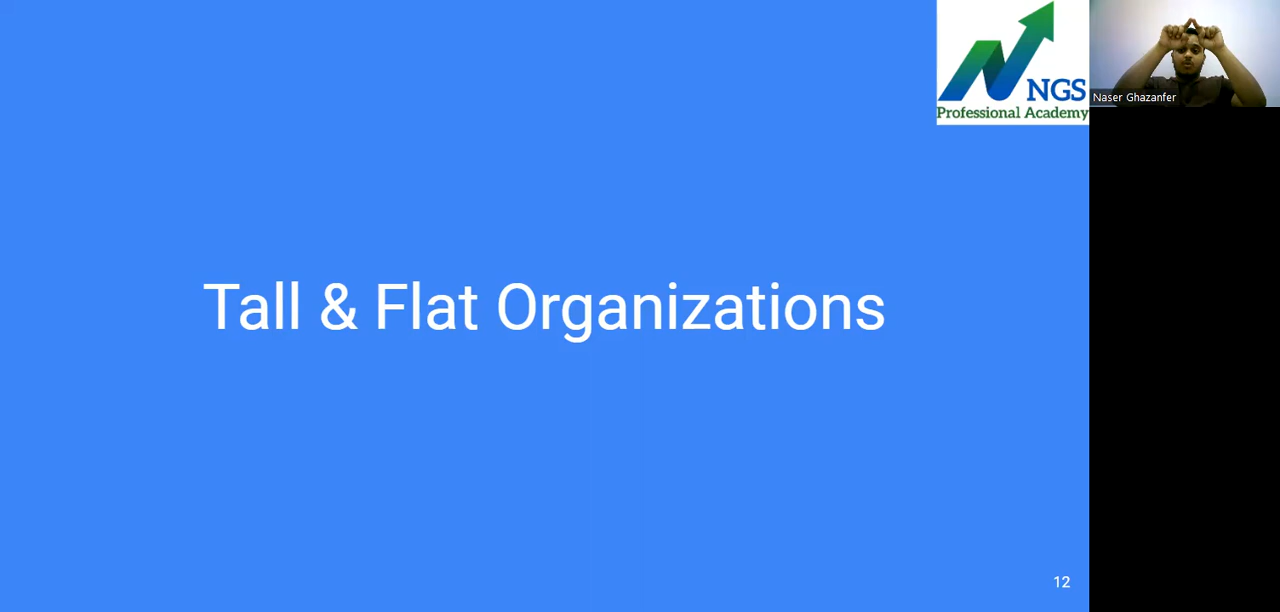 NGS
Professional Academy
Naser Ghazanfer
Tall & Flat Organizations
12